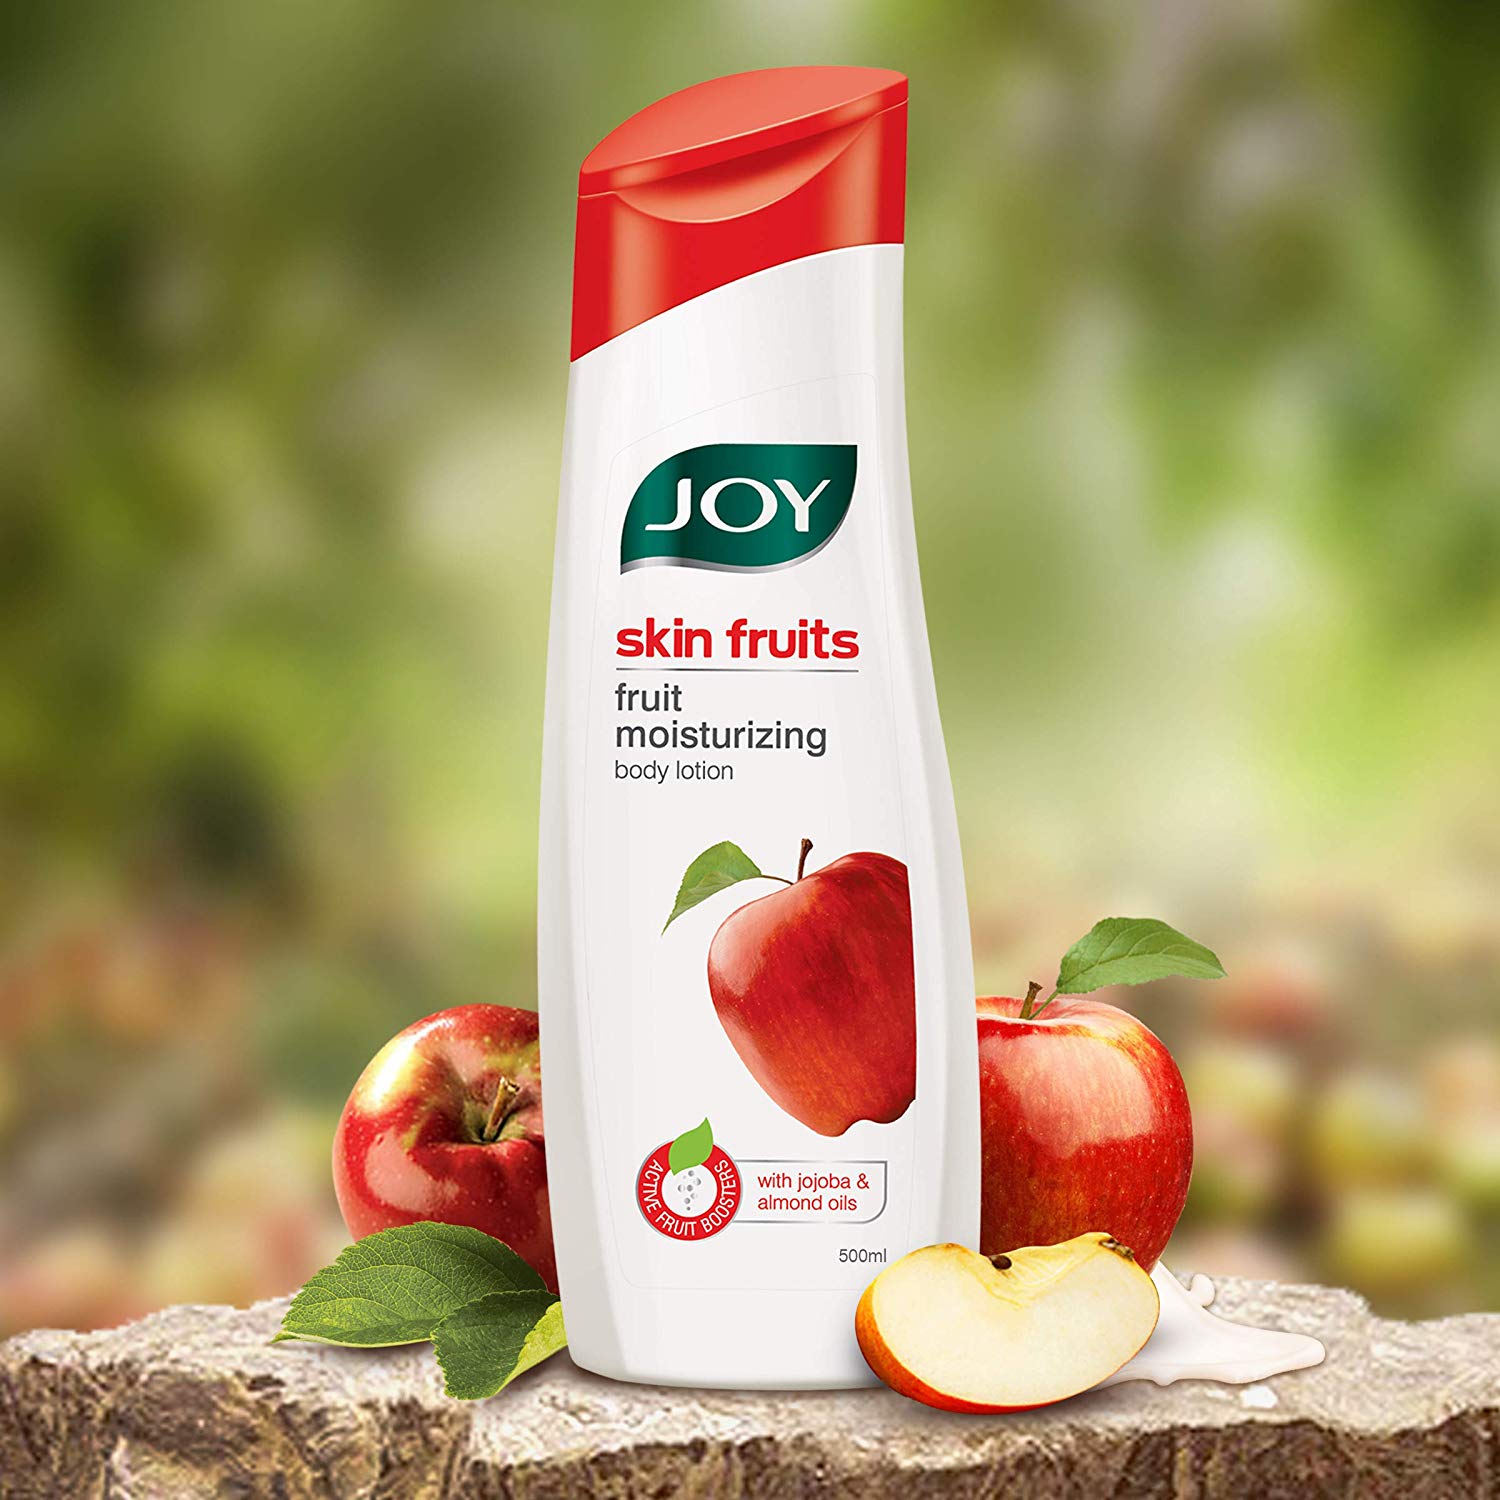 JOY
skin fruits
fruit
moisturizing
body lotion
ACTIVE FRUIT BOOSTERS
with jojoba &
almond oils
500ml